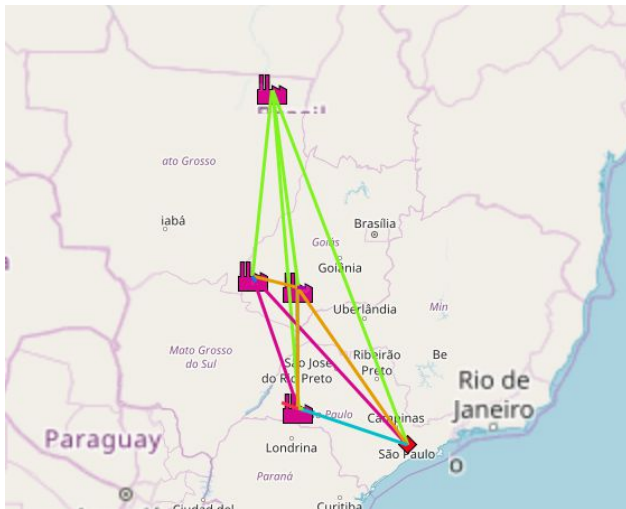 ato Grosso
iabá
Brasília
Goiás
Goiânia
Uberlândia
Min
Mato Grosso
do Sul
São José
do Rio Preto
Ribeirão
Preto
Be
Rio de
Janeiro
Paulo
Campinas
São Paulo
Paraguay
Londrina
Paraná
Curitiba